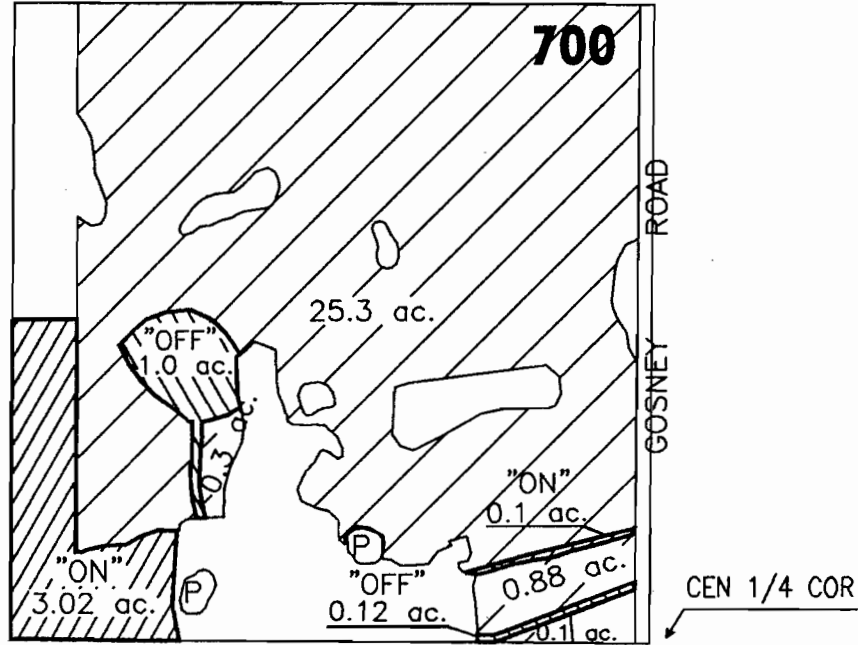 700
GOSNEY ROAD
25.3 ac.
"OFF"
1.0 ac.
0.3 ac.
"ON"
0.1 ac.
"ON"
3.02 ac.
P
P
"OFF"
0.12 ac.
0.88 ac.
0.1 ac.
CEN 1/4 COR